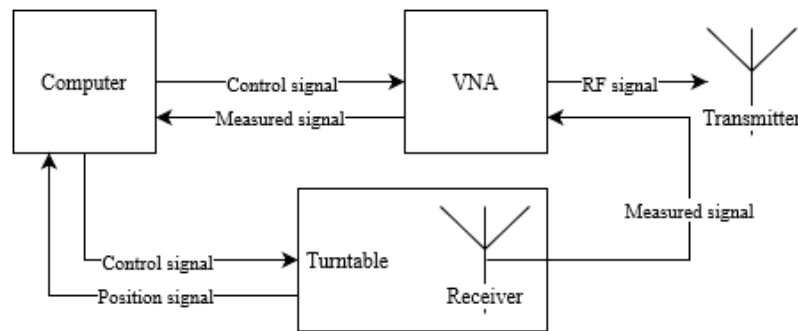 Computer
Control signal
VNA
RF signal
Measured signal
Transmitter
Measured signal
Control signal
Turntable
Position signal
Receiver